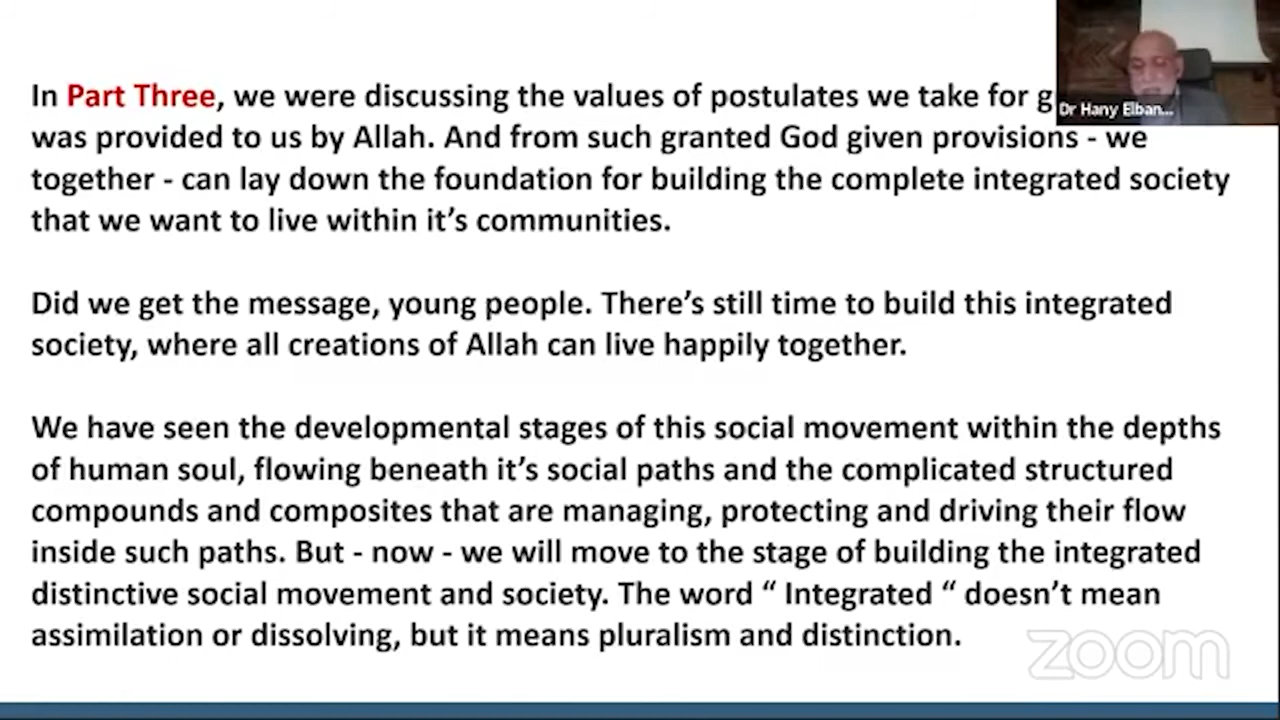 In Part Three, we were discussing the values of postulates we take for
was provided to us by Allah. And from such granted God given provisions - we
together - can lay down the foundation for building the complete integrated society
that we want to live within it’s communities.
Did we get the message, young people. There’s still time to build this integrated
society, where all creations of Allah can live happily together.
We have seen the developmental stages of this social movement within the depths
of human soul, flowing beneath it’s social paths and the complicated structured
compounds and composites that are managing, protecting and driving their flow
inside such paths. But - now - we will move to the stage of building the integrated
distinctive social movement and society. The word “ Integrated “ doesn’t mean
assimilation or dissolving, but it means pluralism and distinction.
Dr Hany Elban...
zoom